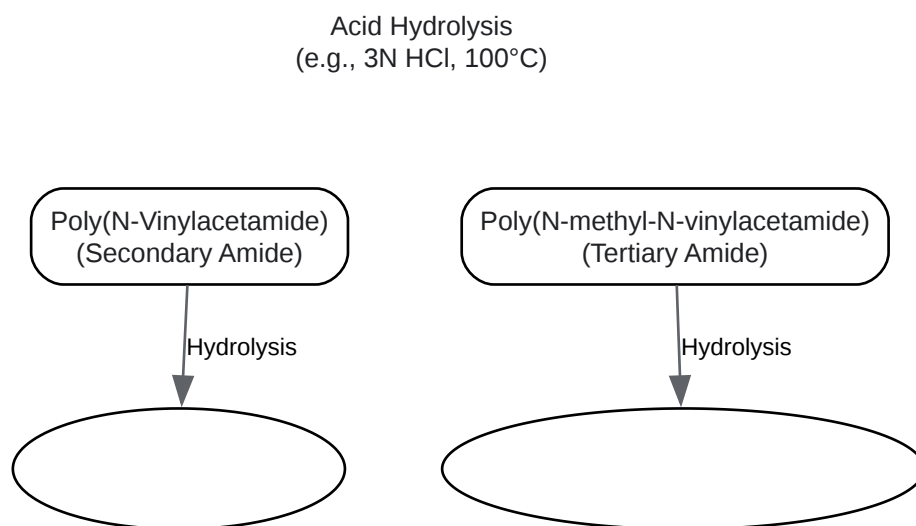 Acid Hydrolysis
(e.g., 3N HCl, 100°C)
Poly(N-Vinylacetamide)
(Secondary Amide)
Poly(N-methyl-N-vinylacetamide)
(Tertiary Amide)
Hydrolysis
Hydrolysis